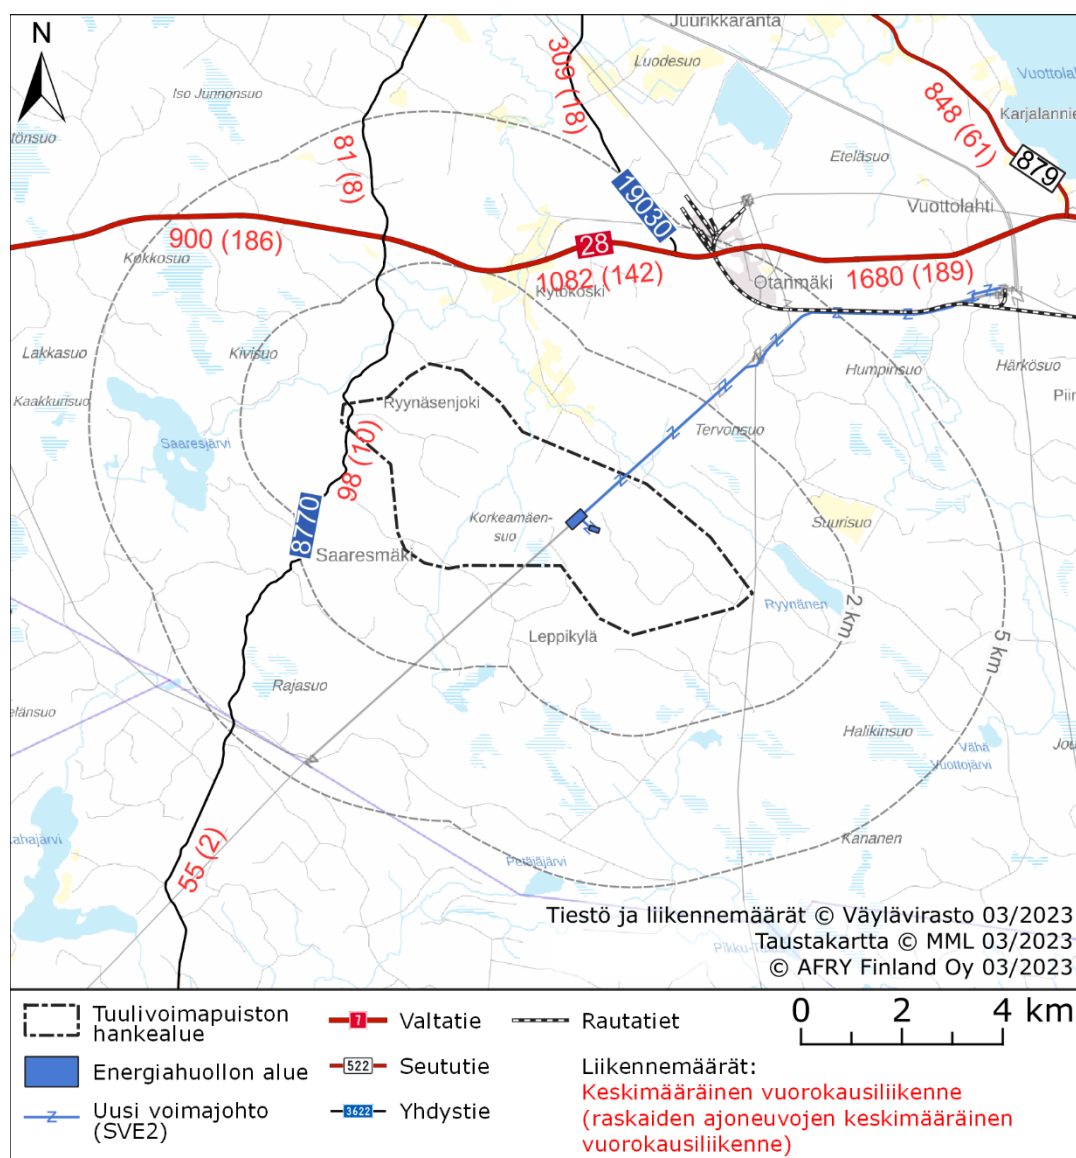 N
Juurikkaranta
Luodesuo
Iso Junnonsuo
309 (18)
848 (61)
Karjalannie
81 (8)
Eteläsuo
879
19030
Vuottolahti
900 (186)
28
Kokkosuo
1082 (142)
Kytökoski
Otanmäki
1680 (189)
Lakkasuo
Kivisuo
Humpinsuo
Härkösuo
Kaakkurisuo
Ryynäsenjoki
Saaresjärvi
98 (10)
Tervonsuo
8770
Korkeamäen-
suo
Suurisuo
Saaresmäki
Ryynänen
2 km
Leppikylä
5 km
Rajasuo
Halikinsuo
Vähä
Vuottojärvi
55 (2)
Petäjäjärvi
Kananen
Tiestö ja liikennemäärät © Väylävirasto 03/2023
Taustakartta © MML 03/2023
© AFRY Finland Oy 03/2023
Tuulivoimapuiston
hankealue
Energiahuollon alue
Uusi voimajohto
(SVE2)
7 Valtatie
522 Seututie
3622 Yhdystie
Rautatiet
0 2 4 km
Liikennemäärät:
Keskimääräinen vuorokausiliikenne
(raskaiden ajoneuvojen keskimääräinen
vuorokausiliikenne)